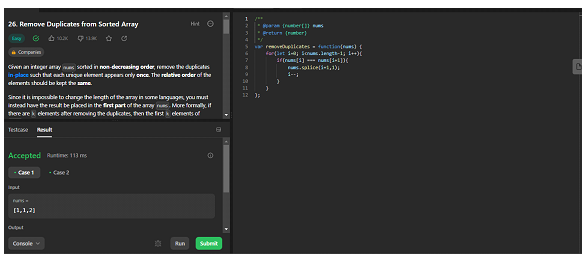 26. Remove Duplicates from Sorted Array
Hint
Easy
10.2K
13.9K
Companies
Given an integer array nums sorted in non-decreasing order, remove the duplicates
in-place such that each unique element appears only once. The relative order of the
elements should be kept the same.
Since it is impossible to change the length of the array in some languages, you must
instead have the result be placed in the first part of the array nums. More formally, if
there are k elements after removing the duplicates, then the first k elements of
Testcase
Result
Accepted
Runtime: 113 ms
• Case 1
• Case 2
Input
nums =
[1,1,2]
Output
Console
Run
Submit
1 /**
2 * @param {number[]} nums
3 * @return {number}
4 */
5 var removeDuplicates = function(nums) {
6 for(let i=0; i<nums.length-1; i++){
7 if(nums[i] === nums[i+1]){
8 nums.splice(i+1,1);
9 i--;
10 }
11 }
12 };